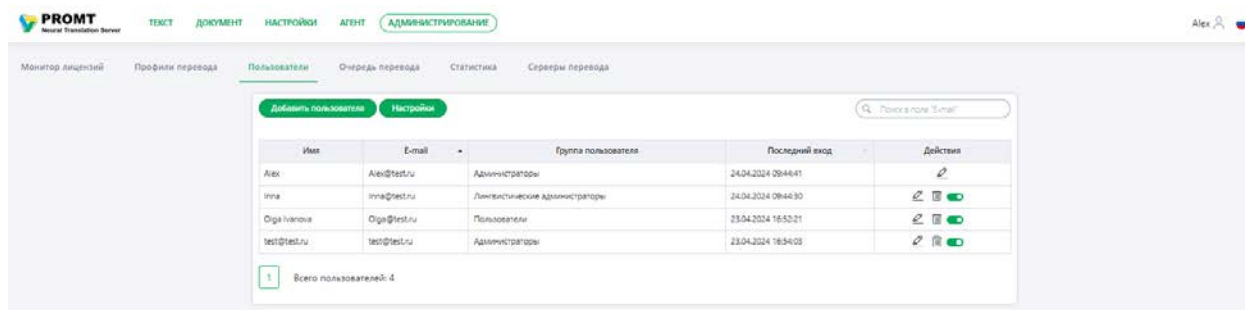 PROMT
Neural Translation Server
ТЕКСТ ДОКУМЕНТ НАСТРОЙКИ АГЕНТ АДМИНИСТРИРОВАНИЕ Alex
Монитор лицензий Профили перевода Пользователи Очередь перевода Статистика Серверы перевода
Добавить пользователя Настройки Поиск в поле "E-mail"
Имя E-mail Группа пользователя Последний вход Действия
Alex Alex@test.ru Администраторы 24.04.2024 09:44:41
Inna Inna@test.ru Лингвистические администраторы 24.04.2024 09:44:30
Olga Ivanova Olga@test.ru Пользователи 23.04.2024 16:52:21
test@test.ru test@test.ru Администраторы 23.04.2024 16:54:03
1 Всего пользователей: 4